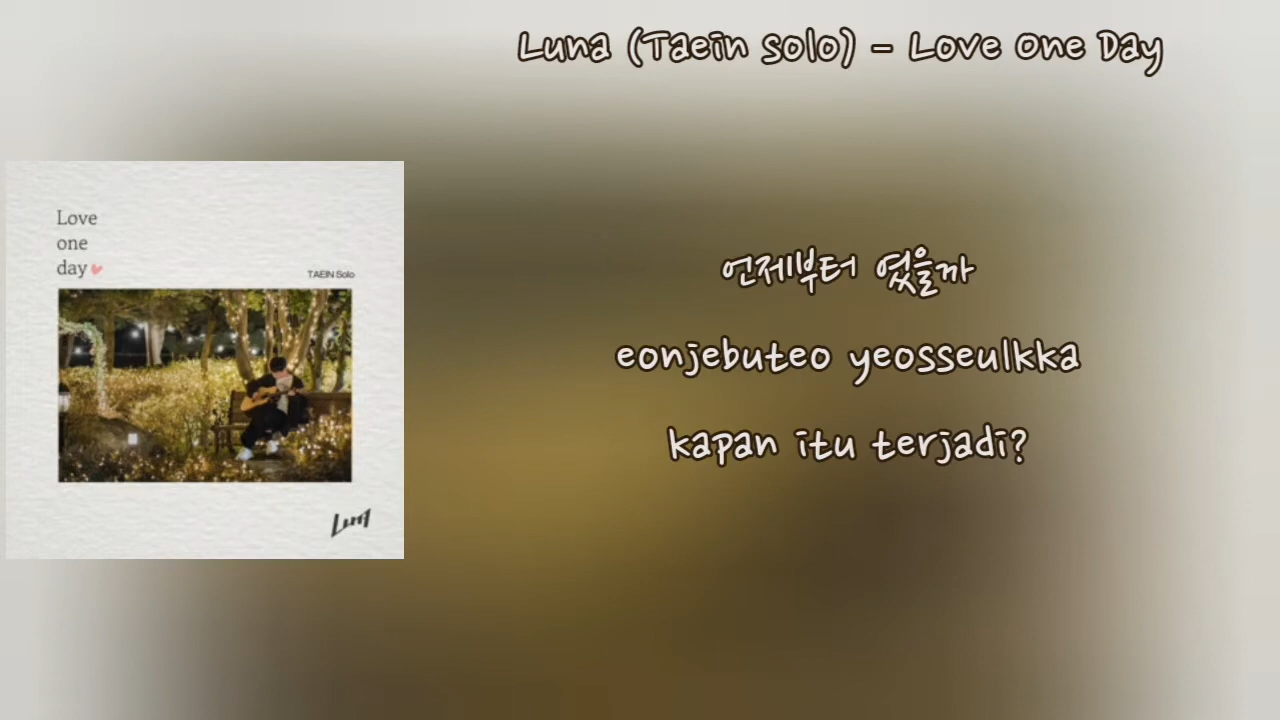 Luna (Taein Solo) - Love One Day
Love
one
day
TAEIN Solo
Luna
언제부터 였을까
eonjebuteo yeosseulkka
kapan itu terjadi?